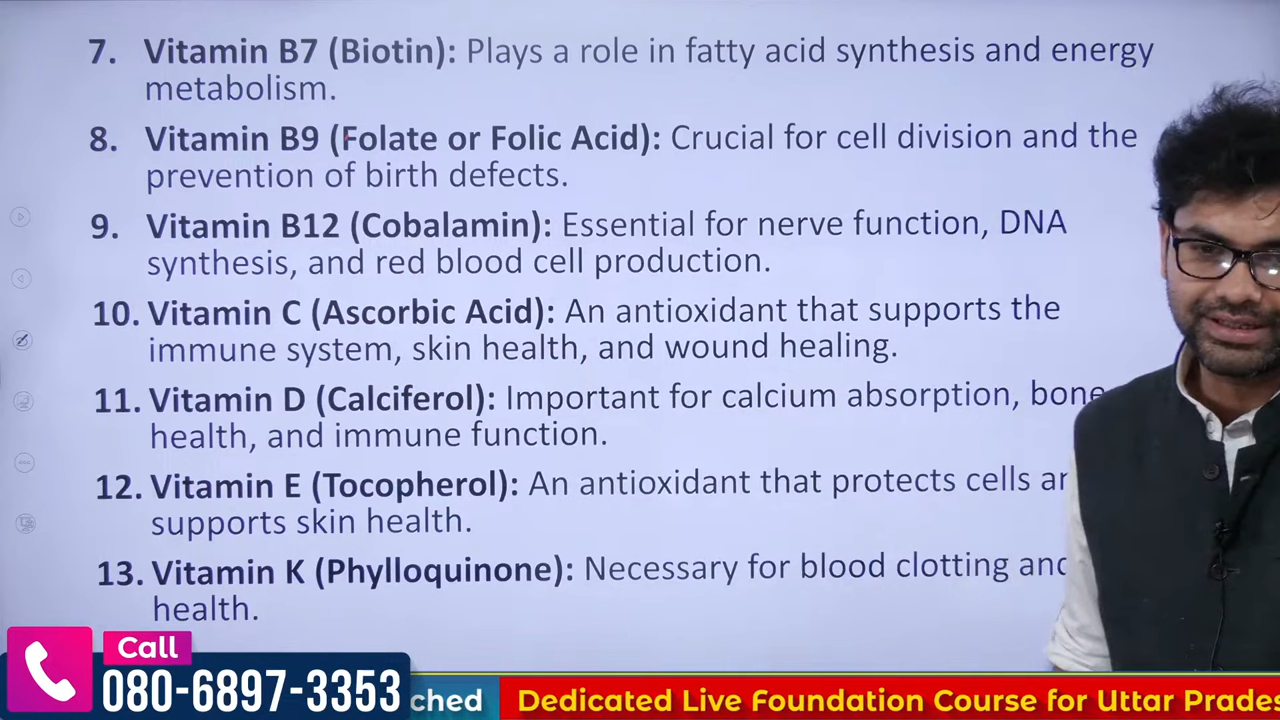 7. Vitamin B7 (Biotin): Plays a role in fatty acid synthesis and energy
metabolism.
8. Vitamin B9 (Folate or Folic Acid): Crucial for cell division and the
prevention of birth defects.
9. Vitamin B12 (Cobalamin): Essential for nerve function, DNA
synthesis, and red blood cell production.
10. Vitamin C (Ascorbic Acid): An antioxidant that supports the
immune system, skin health, and wound healing.
11. Vitamin D (Calciferol): Important for calcium absorption, bone
health, and immune function.
12. Vitamin E (Tocopherol): An antioxidant that protects cells
supports skin health.
13. Vitamin K (Phylloquinone): Necessary for blood clotting
health.
Call
080-6897-3353
ched
Dedicated Live Foundation Course for Uttar